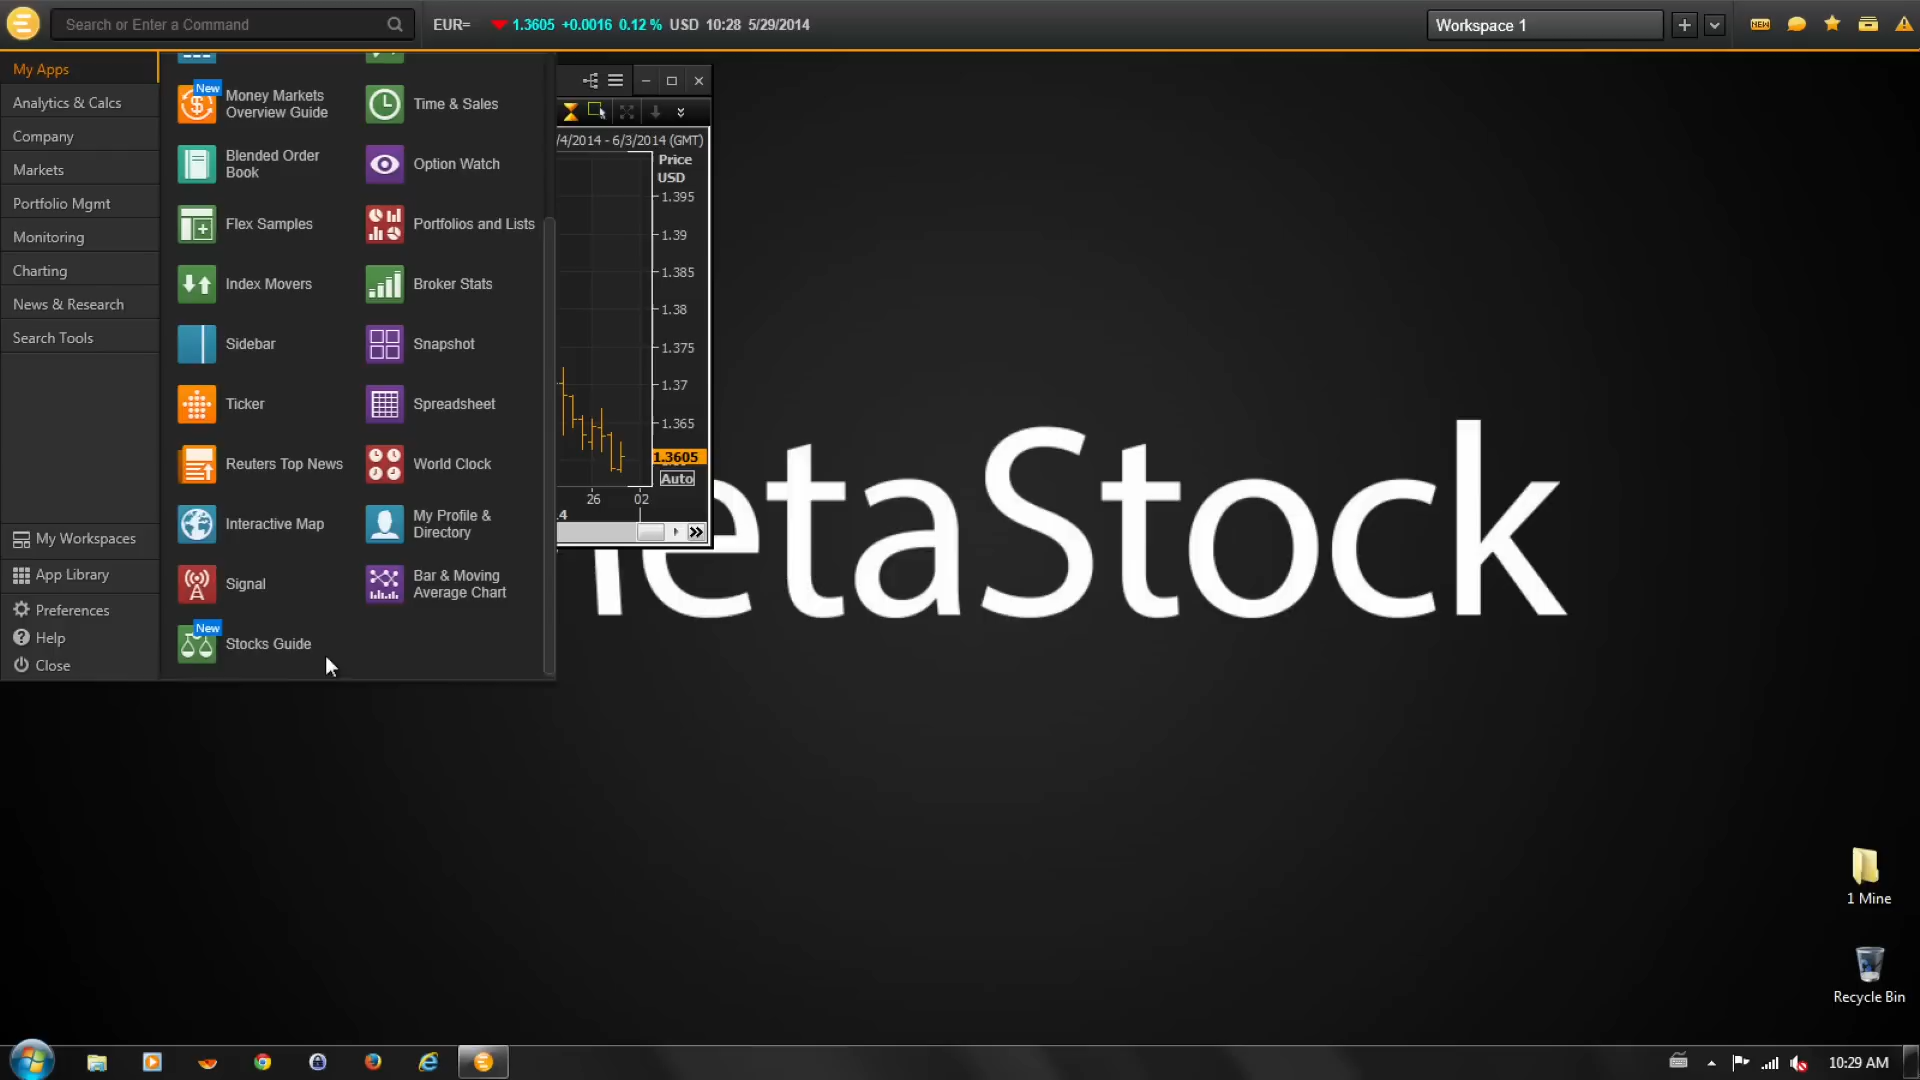 Search or Enter a Command
EUR=
1.3605 +0.0016 0.12 % USD 10:28 5/29/2014
Workspace 1
NEW
My Apps
Analytics & Calcs
Company
Markets
Portfolio Mgmt
Monitoring
Charting
News & Research
Search Tools
My Workspaces
App Library
Preferences
Help
Close
New
Money Markets
Overview Guide
Time & Sales
Blended Order
Book
Option Watch
Flex Samples
Portfolios and Lists
Index Movers
Broker Stats
Sidebar
Snapshot
Ticker
Spreadsheet
Reuters Top News
World Clock
Interactive Map
My Profile &
Directory
Signal
Bar & Moving
Average Chart
New
Stocks Guide
/4/2014 - 6/3/2014 (GMT)
Price
USD
1.395
1.39
1.385
1.38
1.375
1.37
1.365
1.3605
Auto
26 02
.4
etaStock
1 Mine
Recycle Bin
10:29 AM